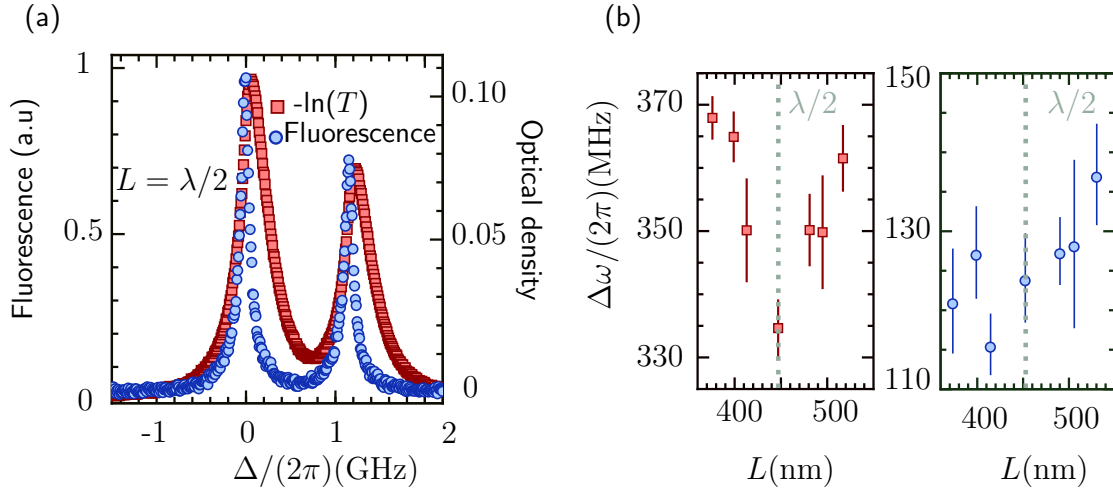 (a)
(b)
Fluorescence (a.u)
1
0.5
0
-ln(T)
Fluorescence
L = λ/2
0.10
0.05
0
Optical density
-1
0
1
2
Δ/(2π)(GHz)
Δω/(2π)(MHz)
370
350
330
λ/2
400
500
L(nm)
150
130
110
λ/2
400
500
L(nm)